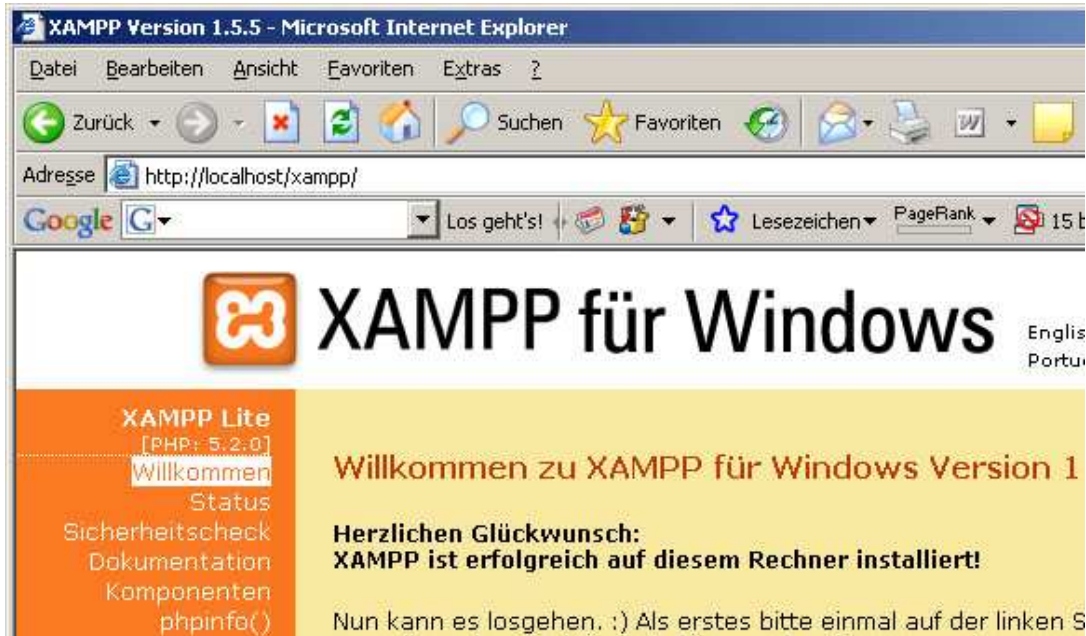 XAMPP Version 1.5.5 - Microsoft Internet Explorer
Datei Bearbeiten Ansicht Favoriten Extras ?
Zurück Suchen Favoriten
Adresse http://localhost/xampp/
Google G Los geht's! Lesezeichen PageRank 15 b
XAMPP für Windows
Englis
Portu
XAMPP Lite
[PHP: 5.2.0]
Willkommen
Status
Sicherheitscheck
Dokumentation
Komponenten
phpinfo()
Willkommen zu XAMPP für Windows Version 1
Herzlichen Glückwunsch:
XAMPP ist erfolgreich auf diesem Rechner installiert!
Nun kann es losgehen. :) Als erstes bitte einmal auf der linken S